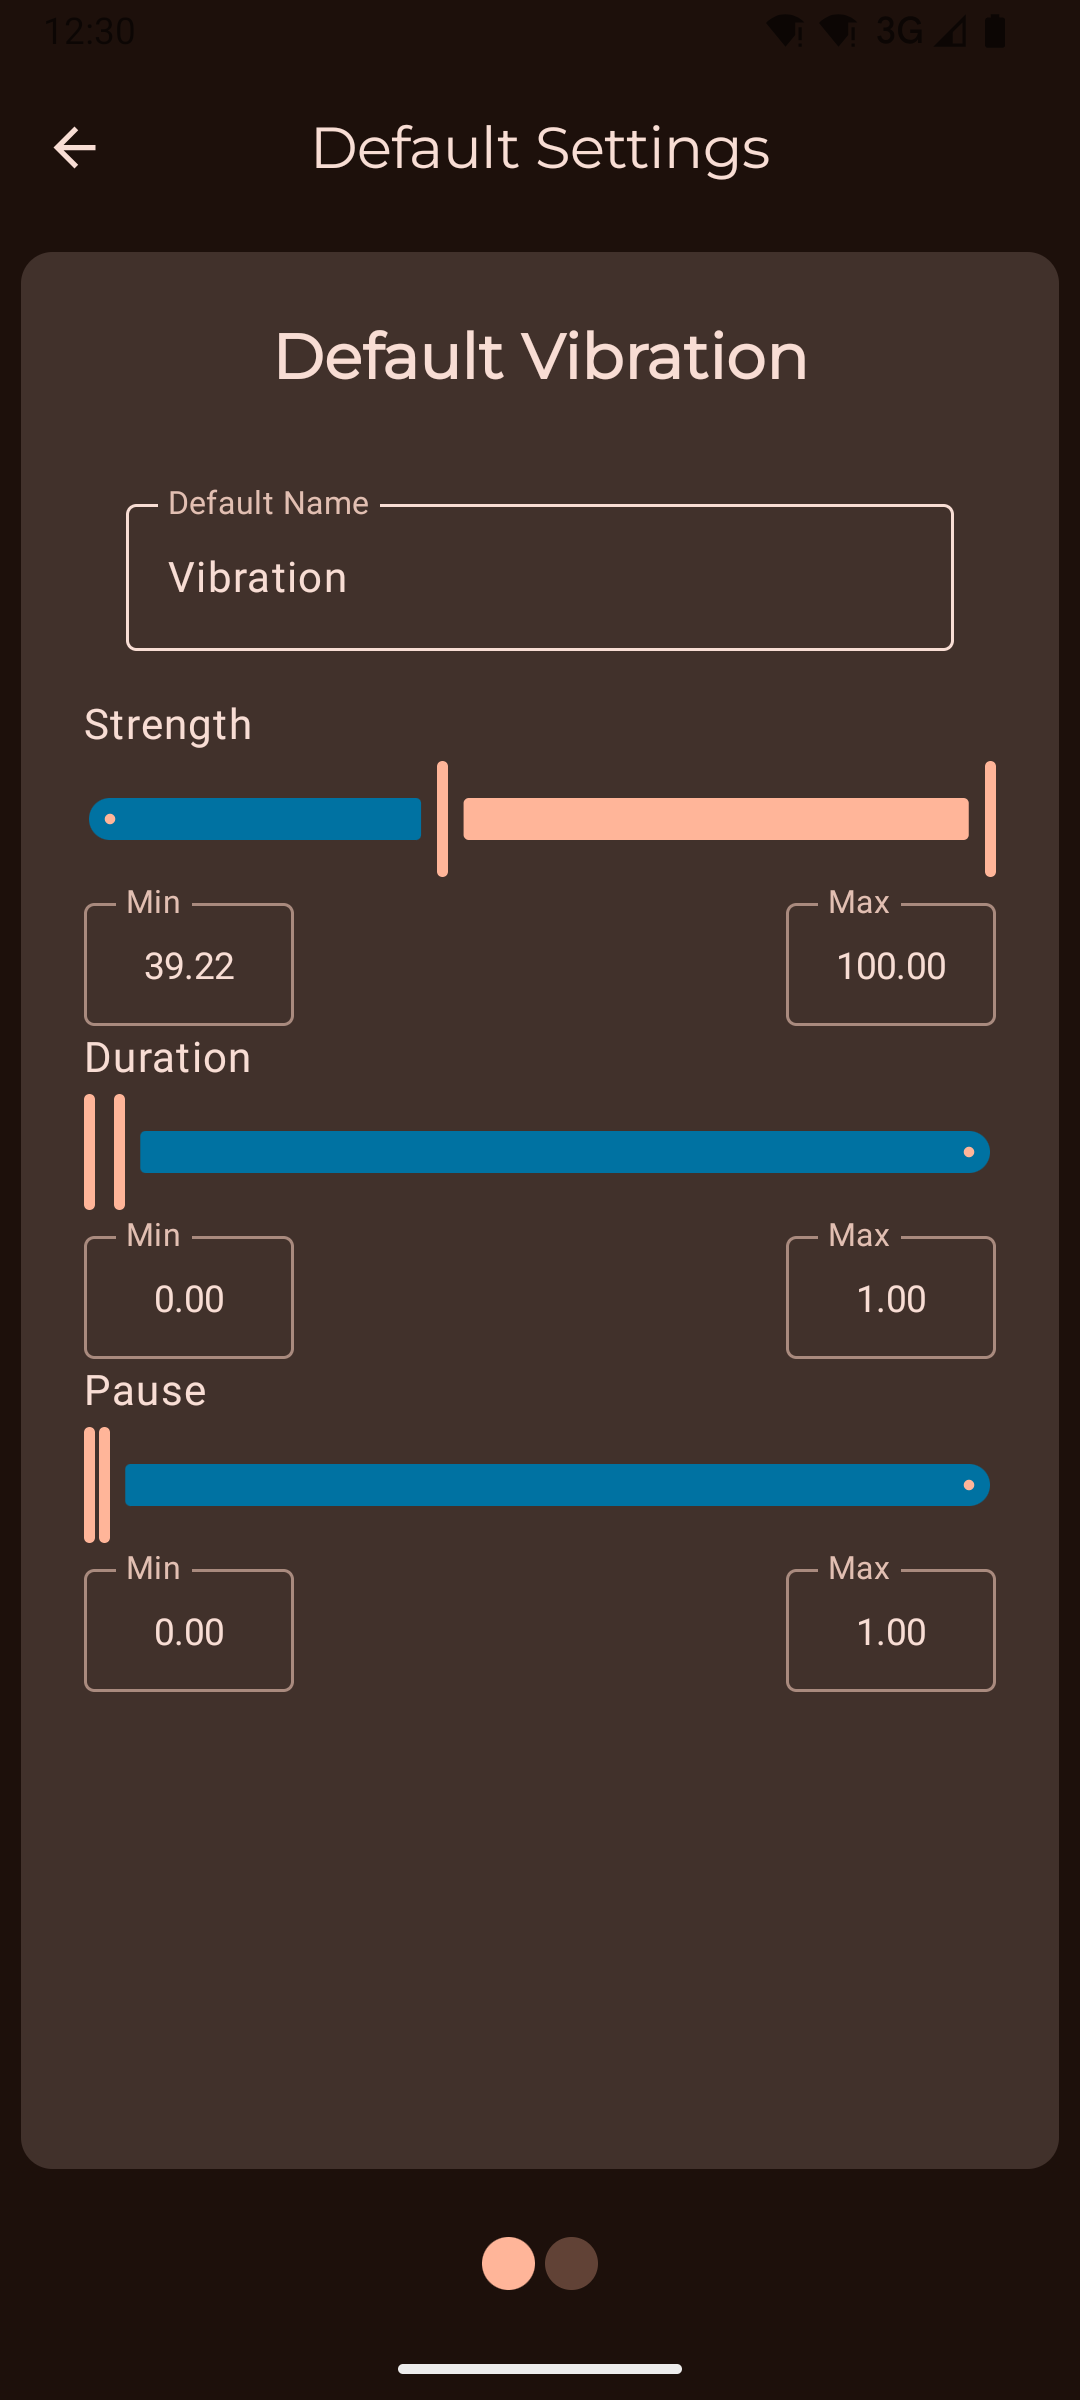 12:30
3G
Default Settings
Default Vibration
Default Name
Vibration
Strength
Min
Max
39.22
100.00
Duration
Min
Max
0.00
1.00
Pause
Min
Max
0.00
1.00